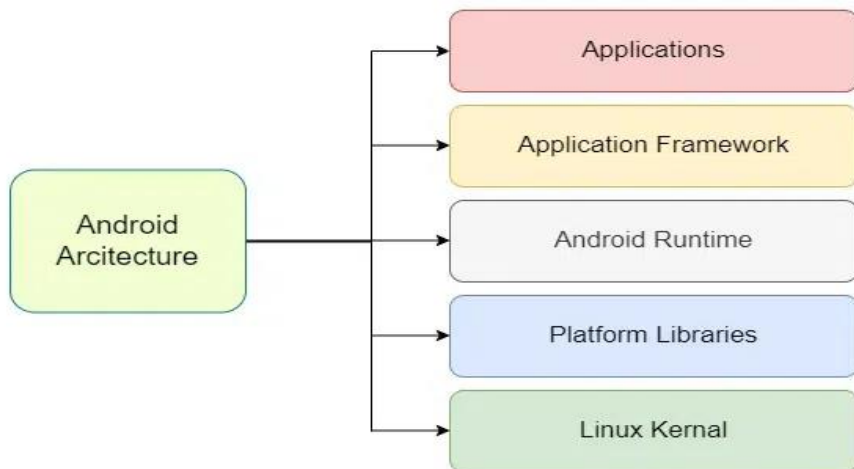 Android
Arcitecture
Applications
Application Framework
Android Runtime
Platform Libraries
Linux Kernal